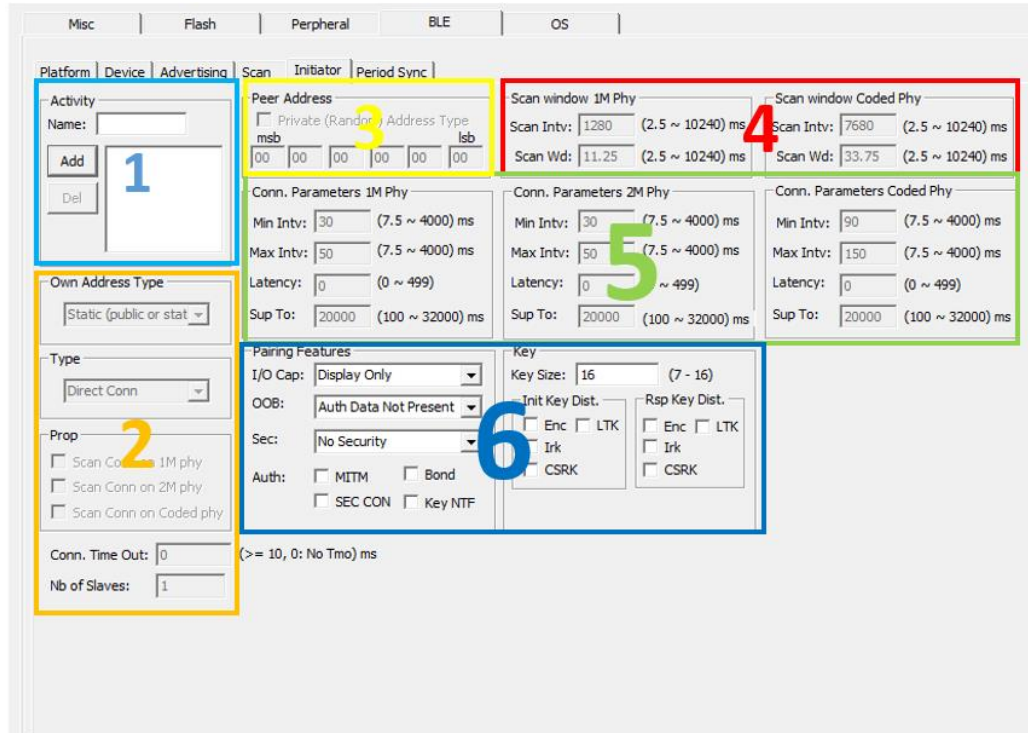 Misc Flash Perpheral BLE OS
Platform Device Advertising Scan Initiator Period Sync
Activity
Name:
Add
Del
1
Own Address Type
Static (public or stat
Type
Direct Conn
Prop
Scan Conn on 1M phy
Scan Conn on 2M phy
Scan Conn on Coded phy
2
Conn. Time Out: 0 (>= 10, 0: No Tmo) ms
Nb of Slaves: 1
Peer Address
Private (Random) Address Type
msb lsb
00 00 00 00 00 00
3
Scan window 1M Phy
Scan Intv: 1280 (2.5 ~ 10240) ms
Scan Wd: 11.25 (2.5 ~ 10240) ms
4
Scan window Coded Phy
Scan Intv: 7680 (2.5 ~ 10240) ms
Scan Wd: 33.75 (2.5 ~ 10240) ms
Conn. Parameters 1M Phy
Min Intv: 30 (7.5 ~ 4000) ms
Max Intv: 50 (7.5 ~ 4000) ms
Latency: 0 (0 ~ 499)
Sup To: 20000 (100 ~ 32000) ms
Conn. Parameters 2M Phy
Min Intv: 30 (7.5 ~ 4000) ms
Max Intv: 50 (7.5 ~ 4000) ms
Latency: 0 ~ 499)
Sup To: 20000 (100 ~ 32000) ms
5
Conn. Parameters Coded Phy
Min Intv: 90 (7.5 ~ 4000) ms
Max Intv: 150 (7.5 ~ 4000) ms
Latency: 0 (0 ~ 499)
Sup To: 20000 (100 ~ 32000) ms
Pairing Features
I/O Cap: Display Only
OOB: Auth Data Not Present
Sec: No Security
Auth: MITM Bond
SEC CON Key NTF
6
Key
Key Size: 16 (7 - 16)
Init Key Dist.
Enc LTK
Irk
CSRK
Rsp Key Dist.
Enc LTK
Irk
CSRK